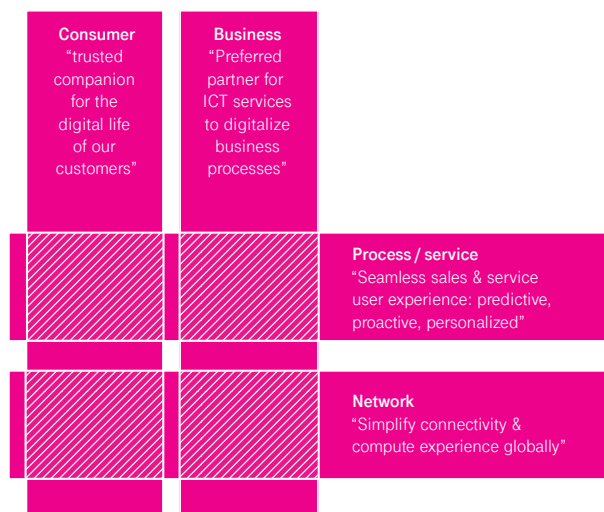 Consumer
“trusted
companion
for the
digital life
of our
customers”
Business
“Preferred
partner for
ICT services
to digitalize
business
processes”
Process / service
“Seamless sales & service
user experience: predictive,
proactive, personalized”
Network
“Simplify connectivity &
compute experience globally”